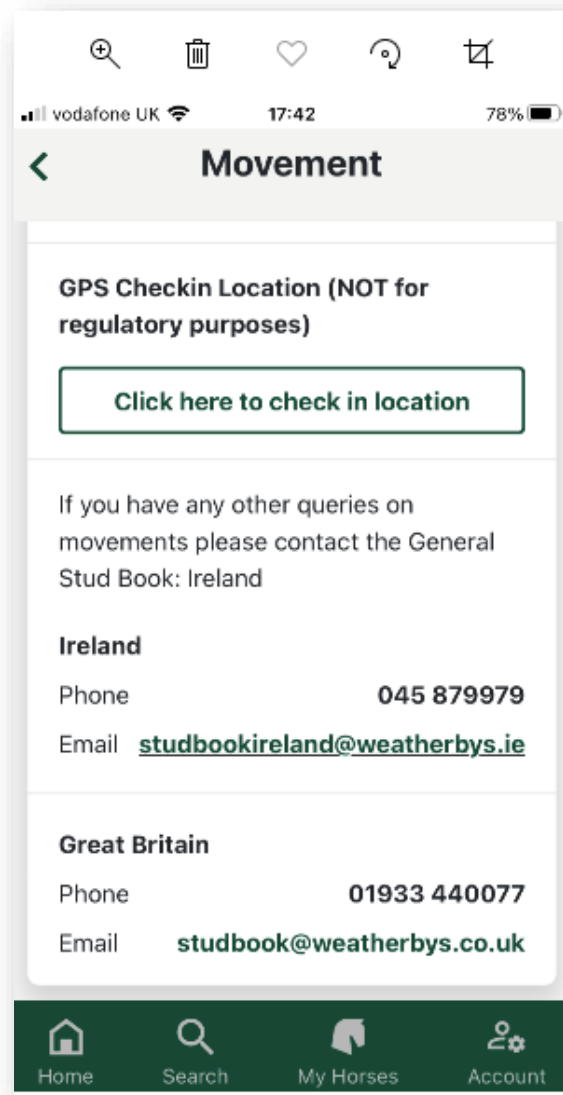 vodafone UK 17:42 78%
Movement
GPS Checkin Location (NOT for
regulatory purposes)
Click here to check in location
If you have any other queries on
movements please contact the General
Stud Book: Ireland
Ireland
Phone 045 879979
Email studbookireland@weatherbys.ie
Great Britain
Phone 01933 440077
Email studbook@weatherbys.co.uk
Home Search My Horses Account